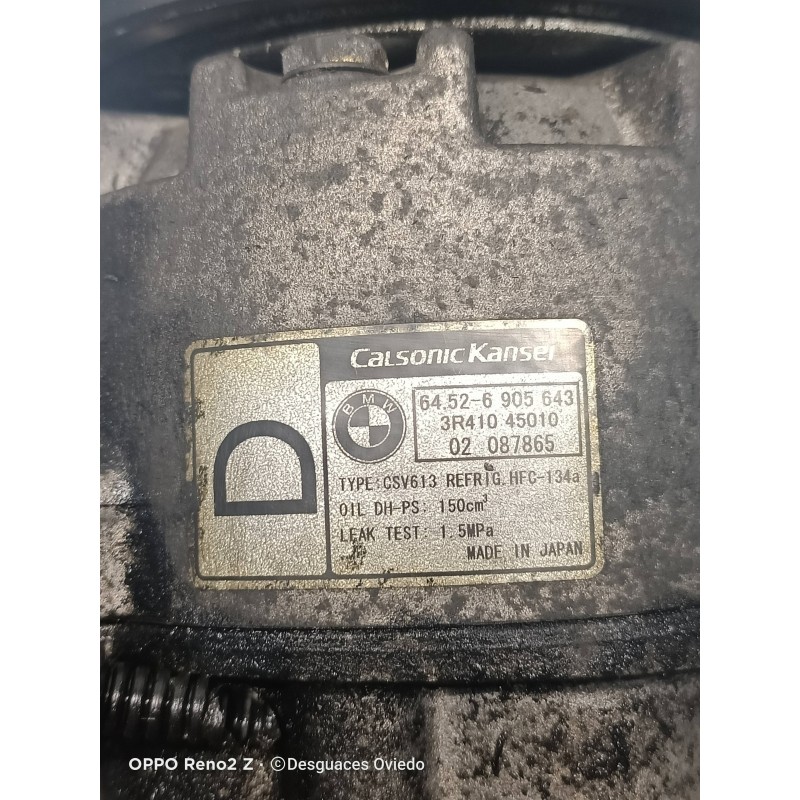 CALSONIC KANSEI
D
BMW
64.52-6 905 643
3R410 45010
02 087865
TYPE:CSV613 REFRIG.HFC-134a
OIL DH-PS: 150cm³
LEAK TEST: 1.5MPa
MADE IN JAPAN
OPPO Reno2 Z · ©Desguaces Oviedo